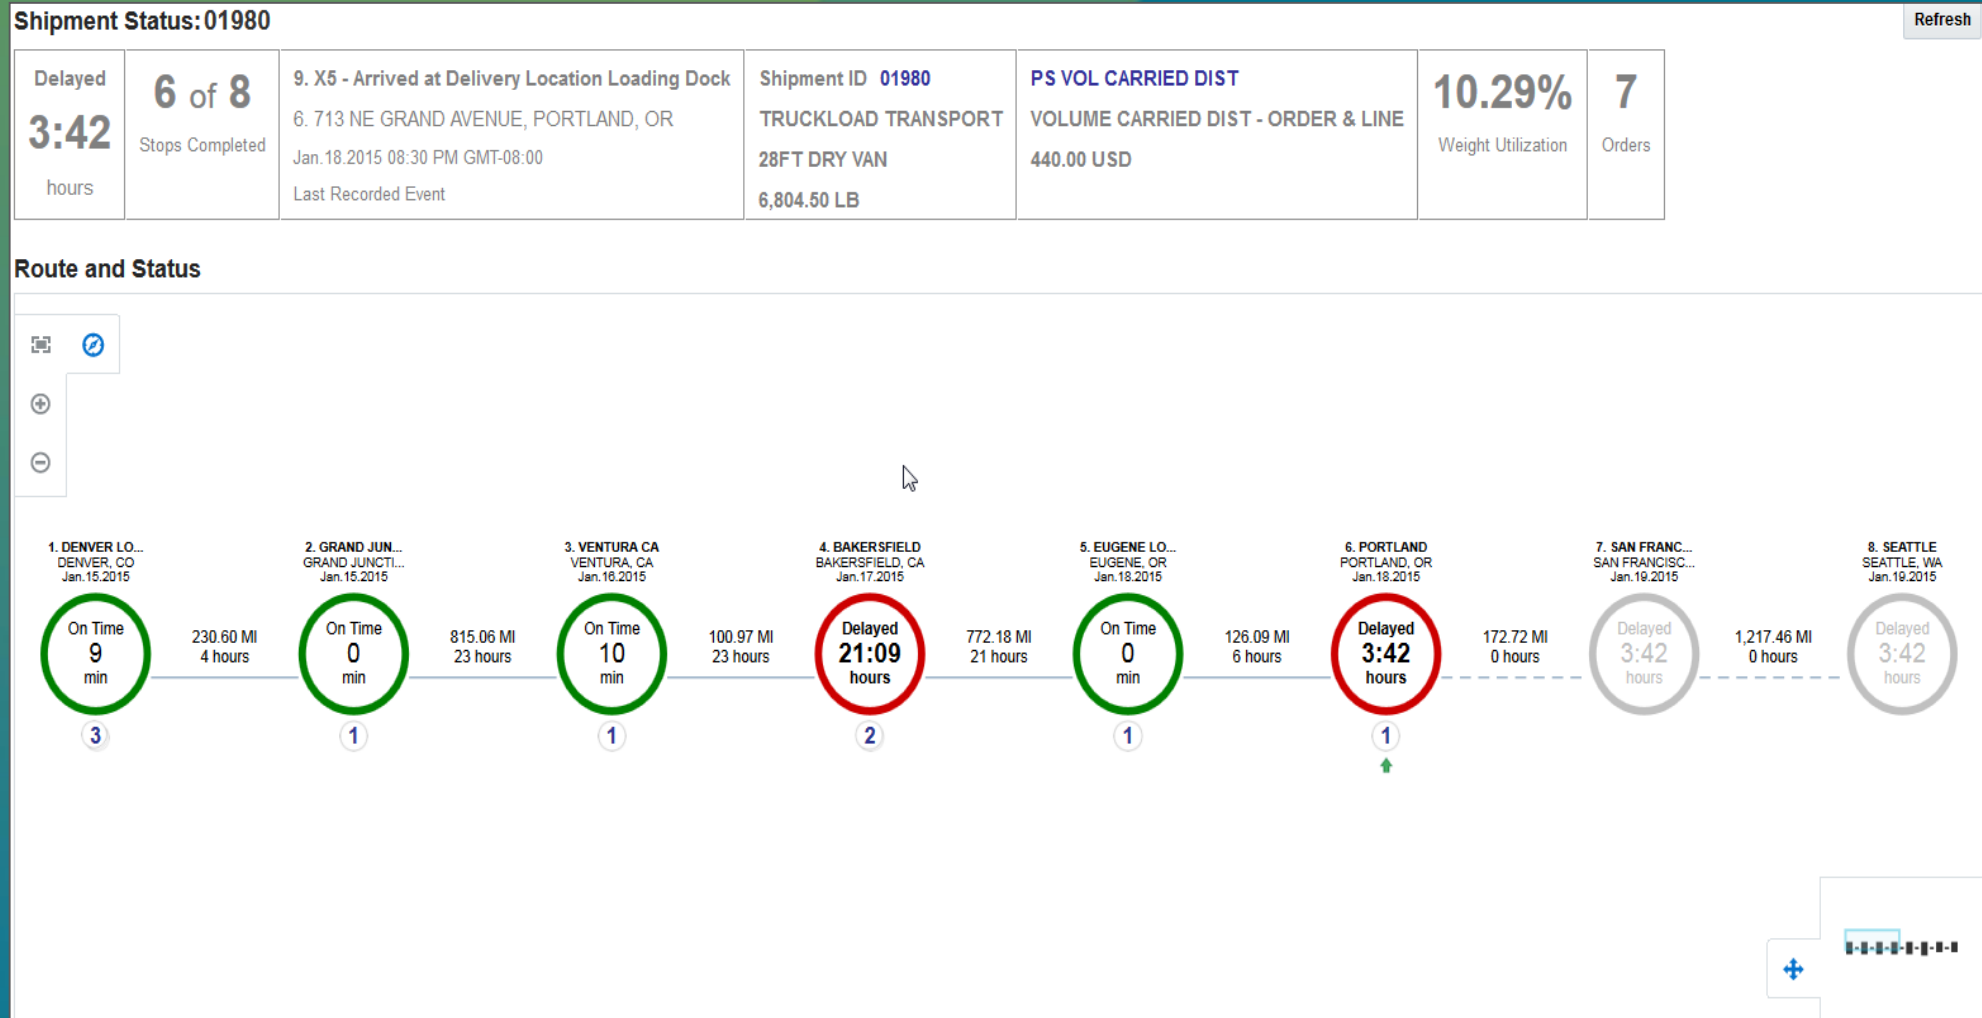 Shipment Status: 01980
Refresh
Delayed
3:42
hours
6 of 8
Stops Completed
9. X5 - Arrived at Delivery Location Loading Dock
6. 713 NE GRAND AVENUE, PORTLAND, OR
Jan.18.2015 08:30 PM GMT-08:00
Last Recorded Event
Shipment ID 01980
TRUCKLOAD TRANSPORT
28FT DRY VAN
6,804.50 LB
PS VOL CARRIED DIST
VOLUME CARRIED DIST - ORDER & LINE
440.00 USD
10.29%
Weight Utilization
7
Orders
Route and Status
1. DENVER LO...
DENVER, CO
Jan.15.2015
On Time
9
min
3
230.60 MI
4 hours
2. GRAND JUN...
GRAND JUNCTI...
Jan.15.2015
On Time
0
min
1
815.06 MI
23 hours
3. VENTURA CA
VENTURA, CA
Jan.16.2015
On Time
10
min
1
100.97 MI
23 hours
4. BAKERSFIELD
BAKERSFIELD, CA
Jan.17.2015
Delayed
21:09
hours
2
772.18 MI
21 hours
5. EUGENE LO...
EUGENE, OR
Jan.18.2015
On Time
0
min
1
126.09 MI
6 hours
6. PORTLAND
PORTLAND, OR
Jan.18.2015
Delayed
3:42
hours
1
172.72 MI
0 hours
7. SAN FRANC...
SAN FRANCISC...
Jan.19.2015
Delayed
3:42
hours
1,217.46 MI
0 hours
8. SEATTLE
SEATTLE, WA
Jan.19.2015
Delayed
3:42
hours